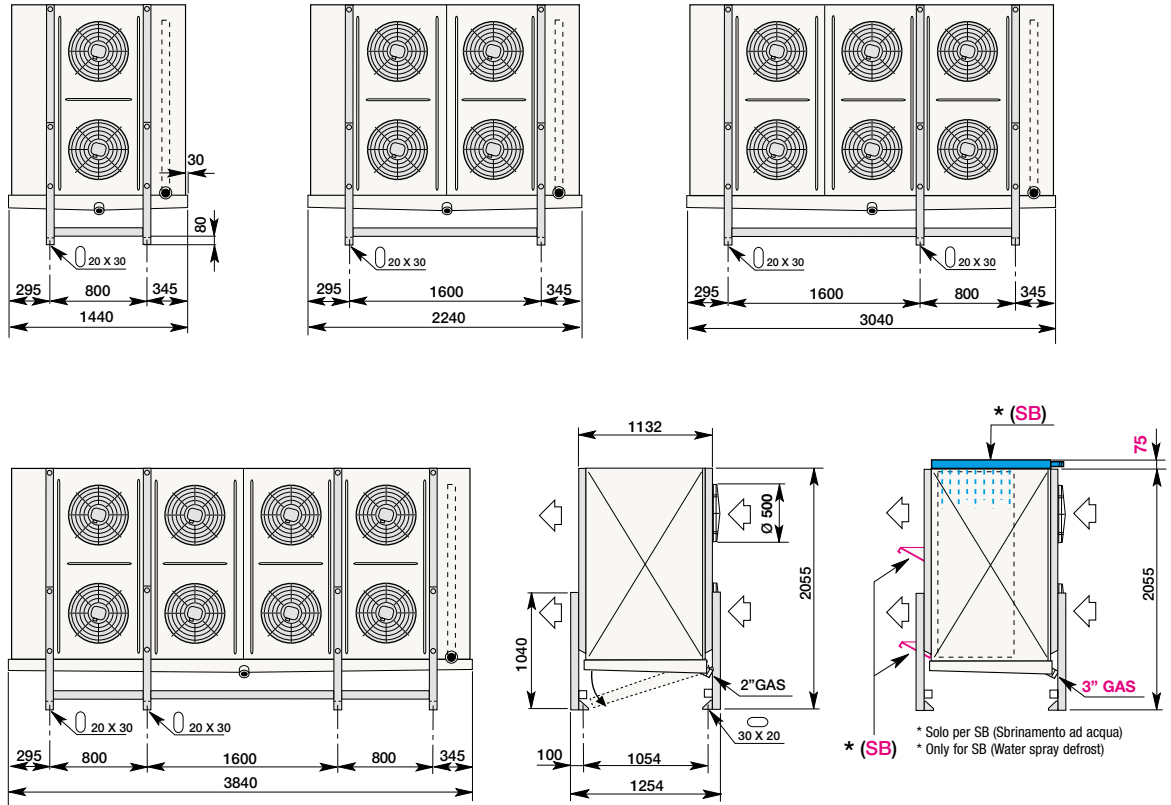 30
80
20 X 30
295
800
345
1440
20 X 30
295
1600
345
2240
20 X 30
20 X 30
295
1600
800
345
3040
20 X 30
20 X 30
295
800
1600
800
345
3840
1132
Ø 500
2055
1040
2”GAS
30 X 20
100
1054
1254
* (SB)
75
2055
3” GAS
* (SB)
* Solo per SB (Sbrinamento ad acqua)
* Only for SB (Water spray defrost)